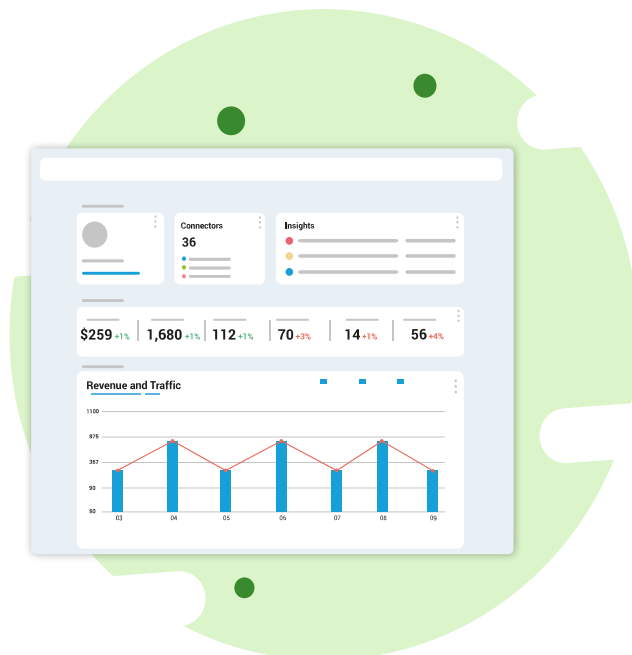 Connectors
36
Insights
$259 +1% 1,680 +1% 112 +1% 70 +3% 14 +1% 56 +4%
Revenue and Traffic
1100
875
357
90
50
03 04 05 06 07 08 09